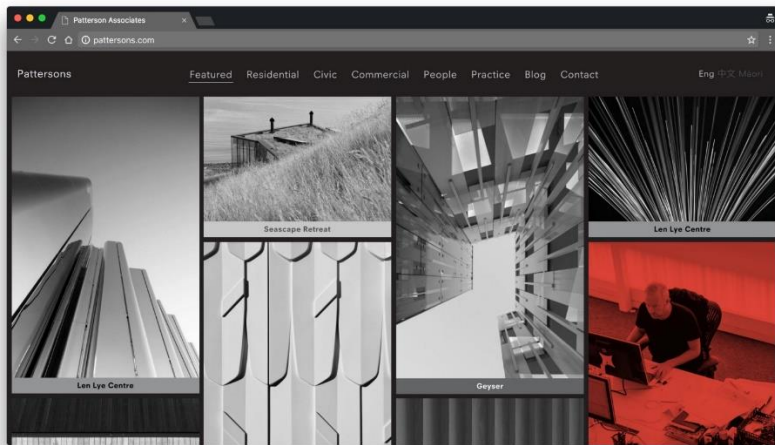 Patterson Associates
pattersons.com
Pattersons
Featured Residential Civic Commercial People Practice Blog Contact
Eng 中文 Māori
Seascape Retreat
Len Lye Centre
Len Lye Centre
Geyser